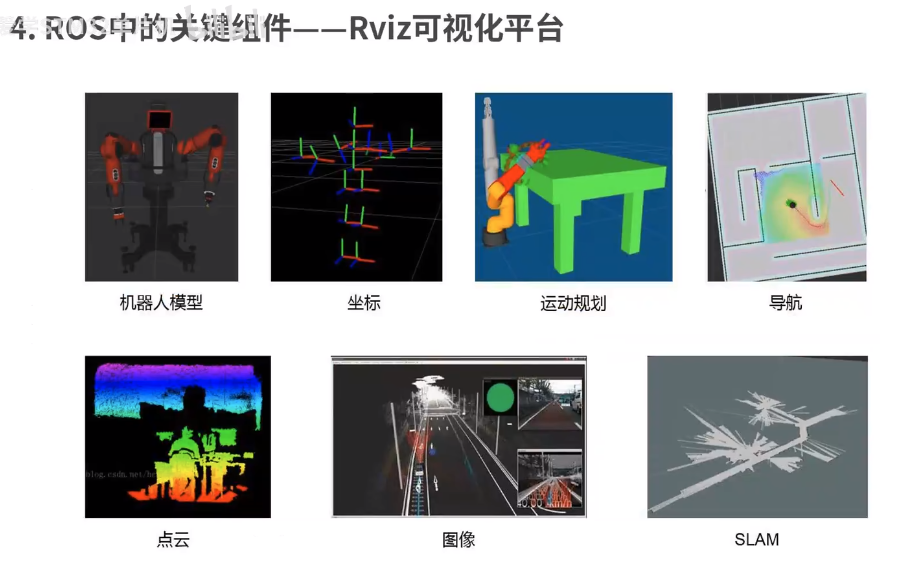 4. ROS中的关键组件——Rviz可视化平台
机器人模型
坐标
运动规划
导航
点云
图像
SLAM